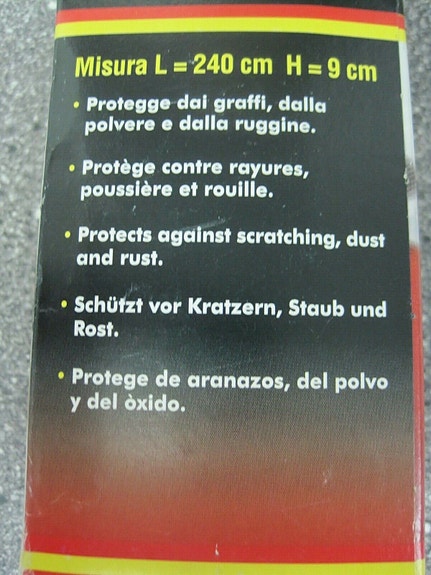 Misura L = 240 cm H = 9 cm
• Protegge dai graffi, dalla
polvere e dalla ruggine.
• Protège contre rayures,
poussière et rouille.
• Protects against scratching, dust
and rust.
• Schützt vor Kratzern, Staub und
Rost.
• Protege de aranazos, del polvo
y del òxido.